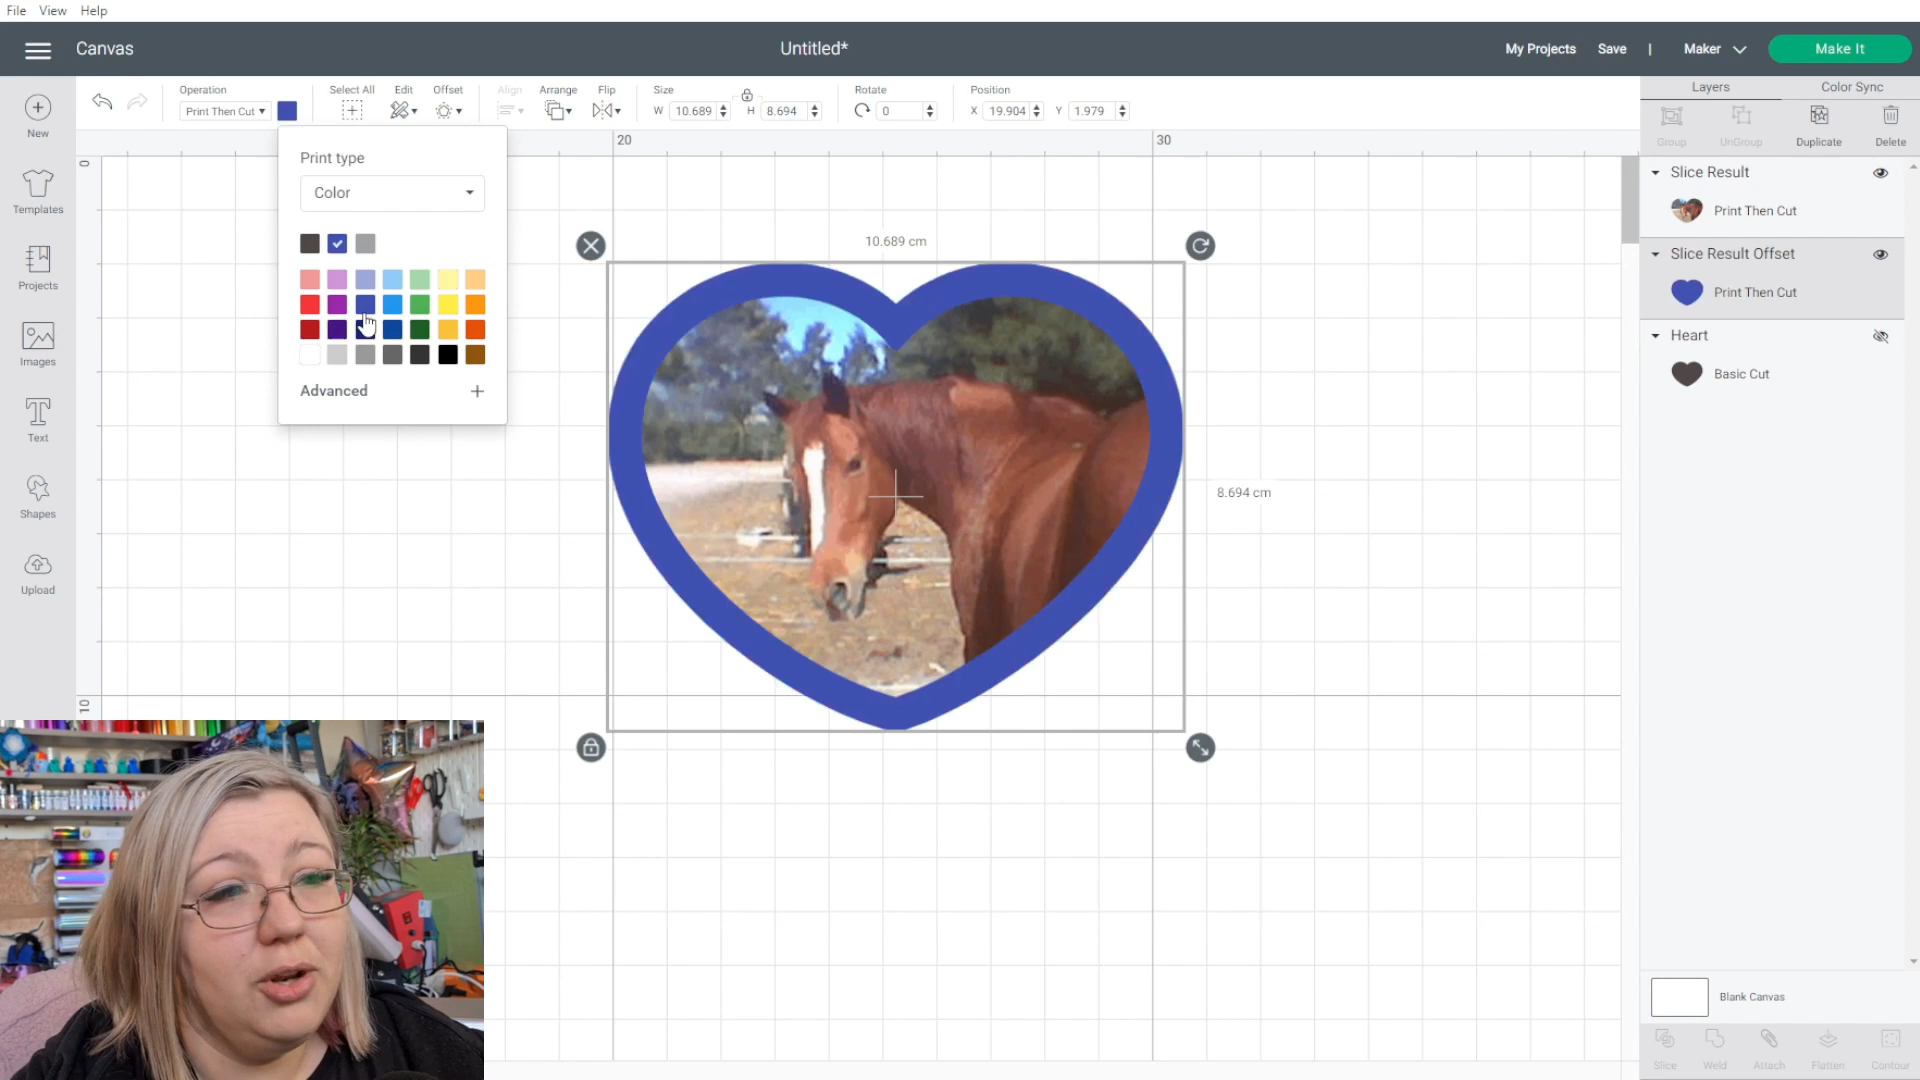 File View Help
Canvas
Untitled*
My Projects Save | Maker
Make It
Operation
Print Then Cut
Select All
Edit
Offset
Align
Arrange
Flip
Size
W 10.689 H 8.694
Rotate
0
Position
X 19.904 Y 1.979
Layers
Color Sync
Group
UnGroup
Duplicate
Delete
New
Templates
Projects
Images
Text
Shapes
Upload
Print type
Color
Advanced +
0
10
20
30
10.689 cm
8.694 cm
Slice Result
Print Then Cut
Slice Result Offset
Print Then Cut
Heart
Basic Cut
Blank Canvas
Slice
Weld
Attach
Flatten
Contour